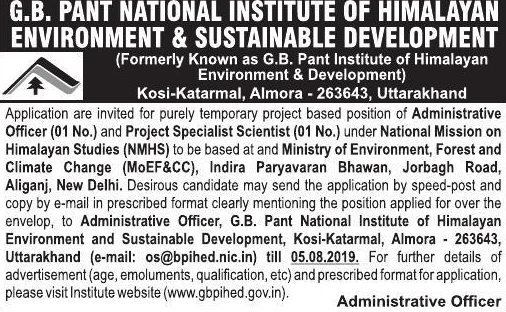 G.B. PANT NATIONAL INSTITUTE OF HIMALAYAN
ENVIRONMENT & SUSTAINABLE DEVELOPMENT
(Formerly Known as G.B. Pant Institute of Himalayan
Environment & Development)
Kosi-Katarmal, Almora - 263643, Uttarakhand
Application are invited for purely temporary project based position of Administrative
Officer (01 No.) and Project Specialist Scientist (01 No.) under National Mission on
Himalayan Studies (NMHS) to be based at and Ministry of Environment, Forest and
Climate Change (MoEF&CC), Indira Paryavaran Bhawan, Jorbagh Road,
Aliganj, New Delhi. Desirous candidate may send the application by speed-post and
copy by e-mail in prescribed format clearly mentioning the position applied for over the
envelop, to Administrative Officer, G.B. Pant National Institute of Himalayan
Environment and Sustainable Development, Kosi-Katarmal, Almora - 263643,
Uttarakhand (e-mail: os@bpihed.nic.in) till 05.08.2019. For further details of
advertisement (age, emoluments, qualification, etc) and prescribed format for application,
please visit Institute website (www.gbpihed.gov.in).
Administrative Officer